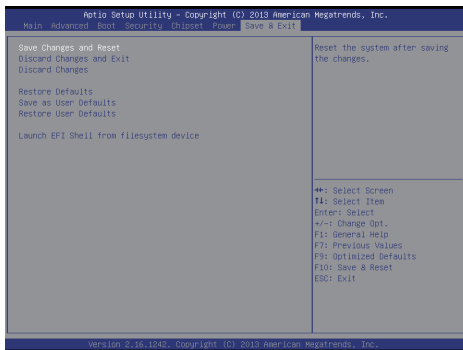 Aptio Setup Utility – Copyright (C) 2013 American Megatrends, Inc.
Main Advanced Boot Security Chipset Power Save & Exit
Save Changes and Reset
Discard Changes and Exit
Discard Changes
Restore Defaults
Save as User Defaults
Restore User Defaults
Launch EFI Shell from filesystem device
Reset the system after saving
the changes.
→←: Select Screen
↑↓: Select Item
Enter: Select
+/-: Change Opt.
F1: General Help
F7: Previous Values
F9: Optimized Defaults
F10: Save & Reset
ESC: Exit
Version 2.16.1242. Copyright (C) 2013 American Megatrends, Inc.